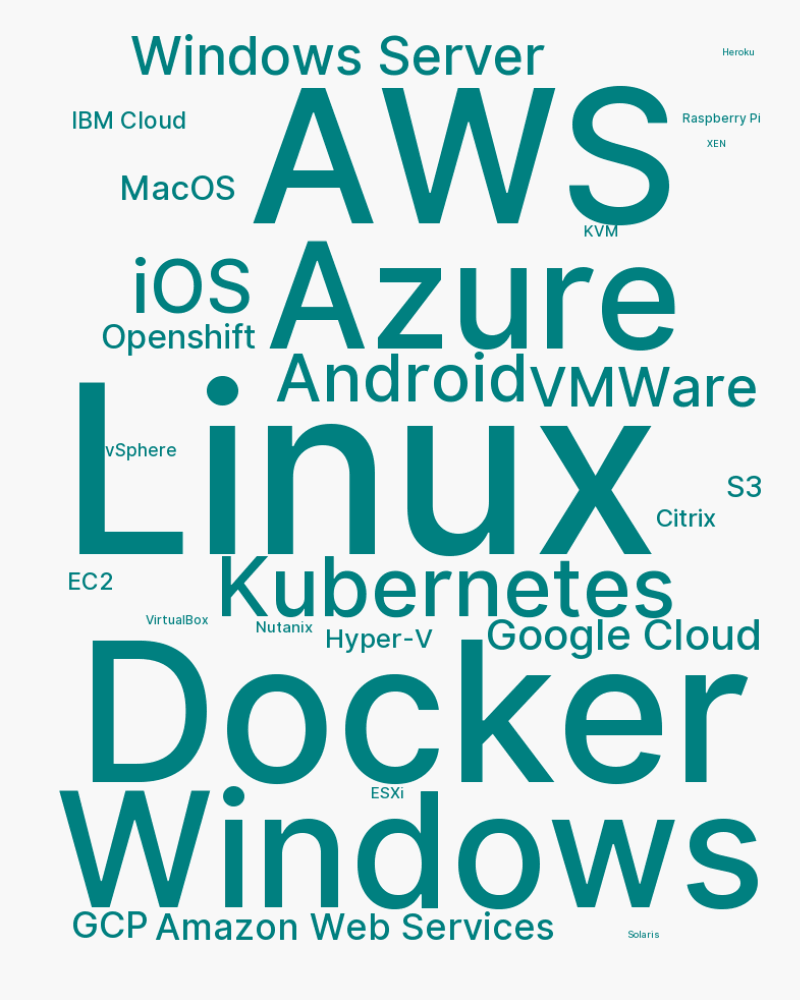 Windows Server
Heroku
AWS
IBM Cloud
Raspberry Pi
XEN
MacOS
KVM
iOS
Azure
Openshift
Android
VMWare
Linux
vSphere
S3
Citrix
EC2
Kubernetes
VirtualBox
Nutanix
Hyper-V
Google Cloud
Docker
ESXi
Windows
GCP
Amazon Web Services
Solaris